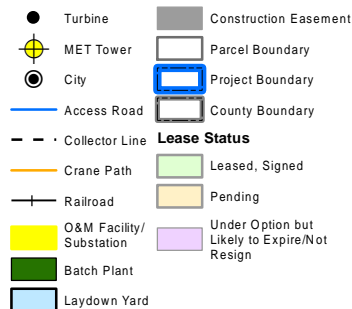 Turbine
MET Tower
City
Access Road
Collector Line
Crane Path
Railroad
O&M Facility/
Substation
Batch Plant
Laydown Yard
Construction Easement
Parcel Boundary
Project Boundary
County Boundary
Lease Status
Leased, Signed
Pending
Under Option but
Likely to Expire/Not
Resign